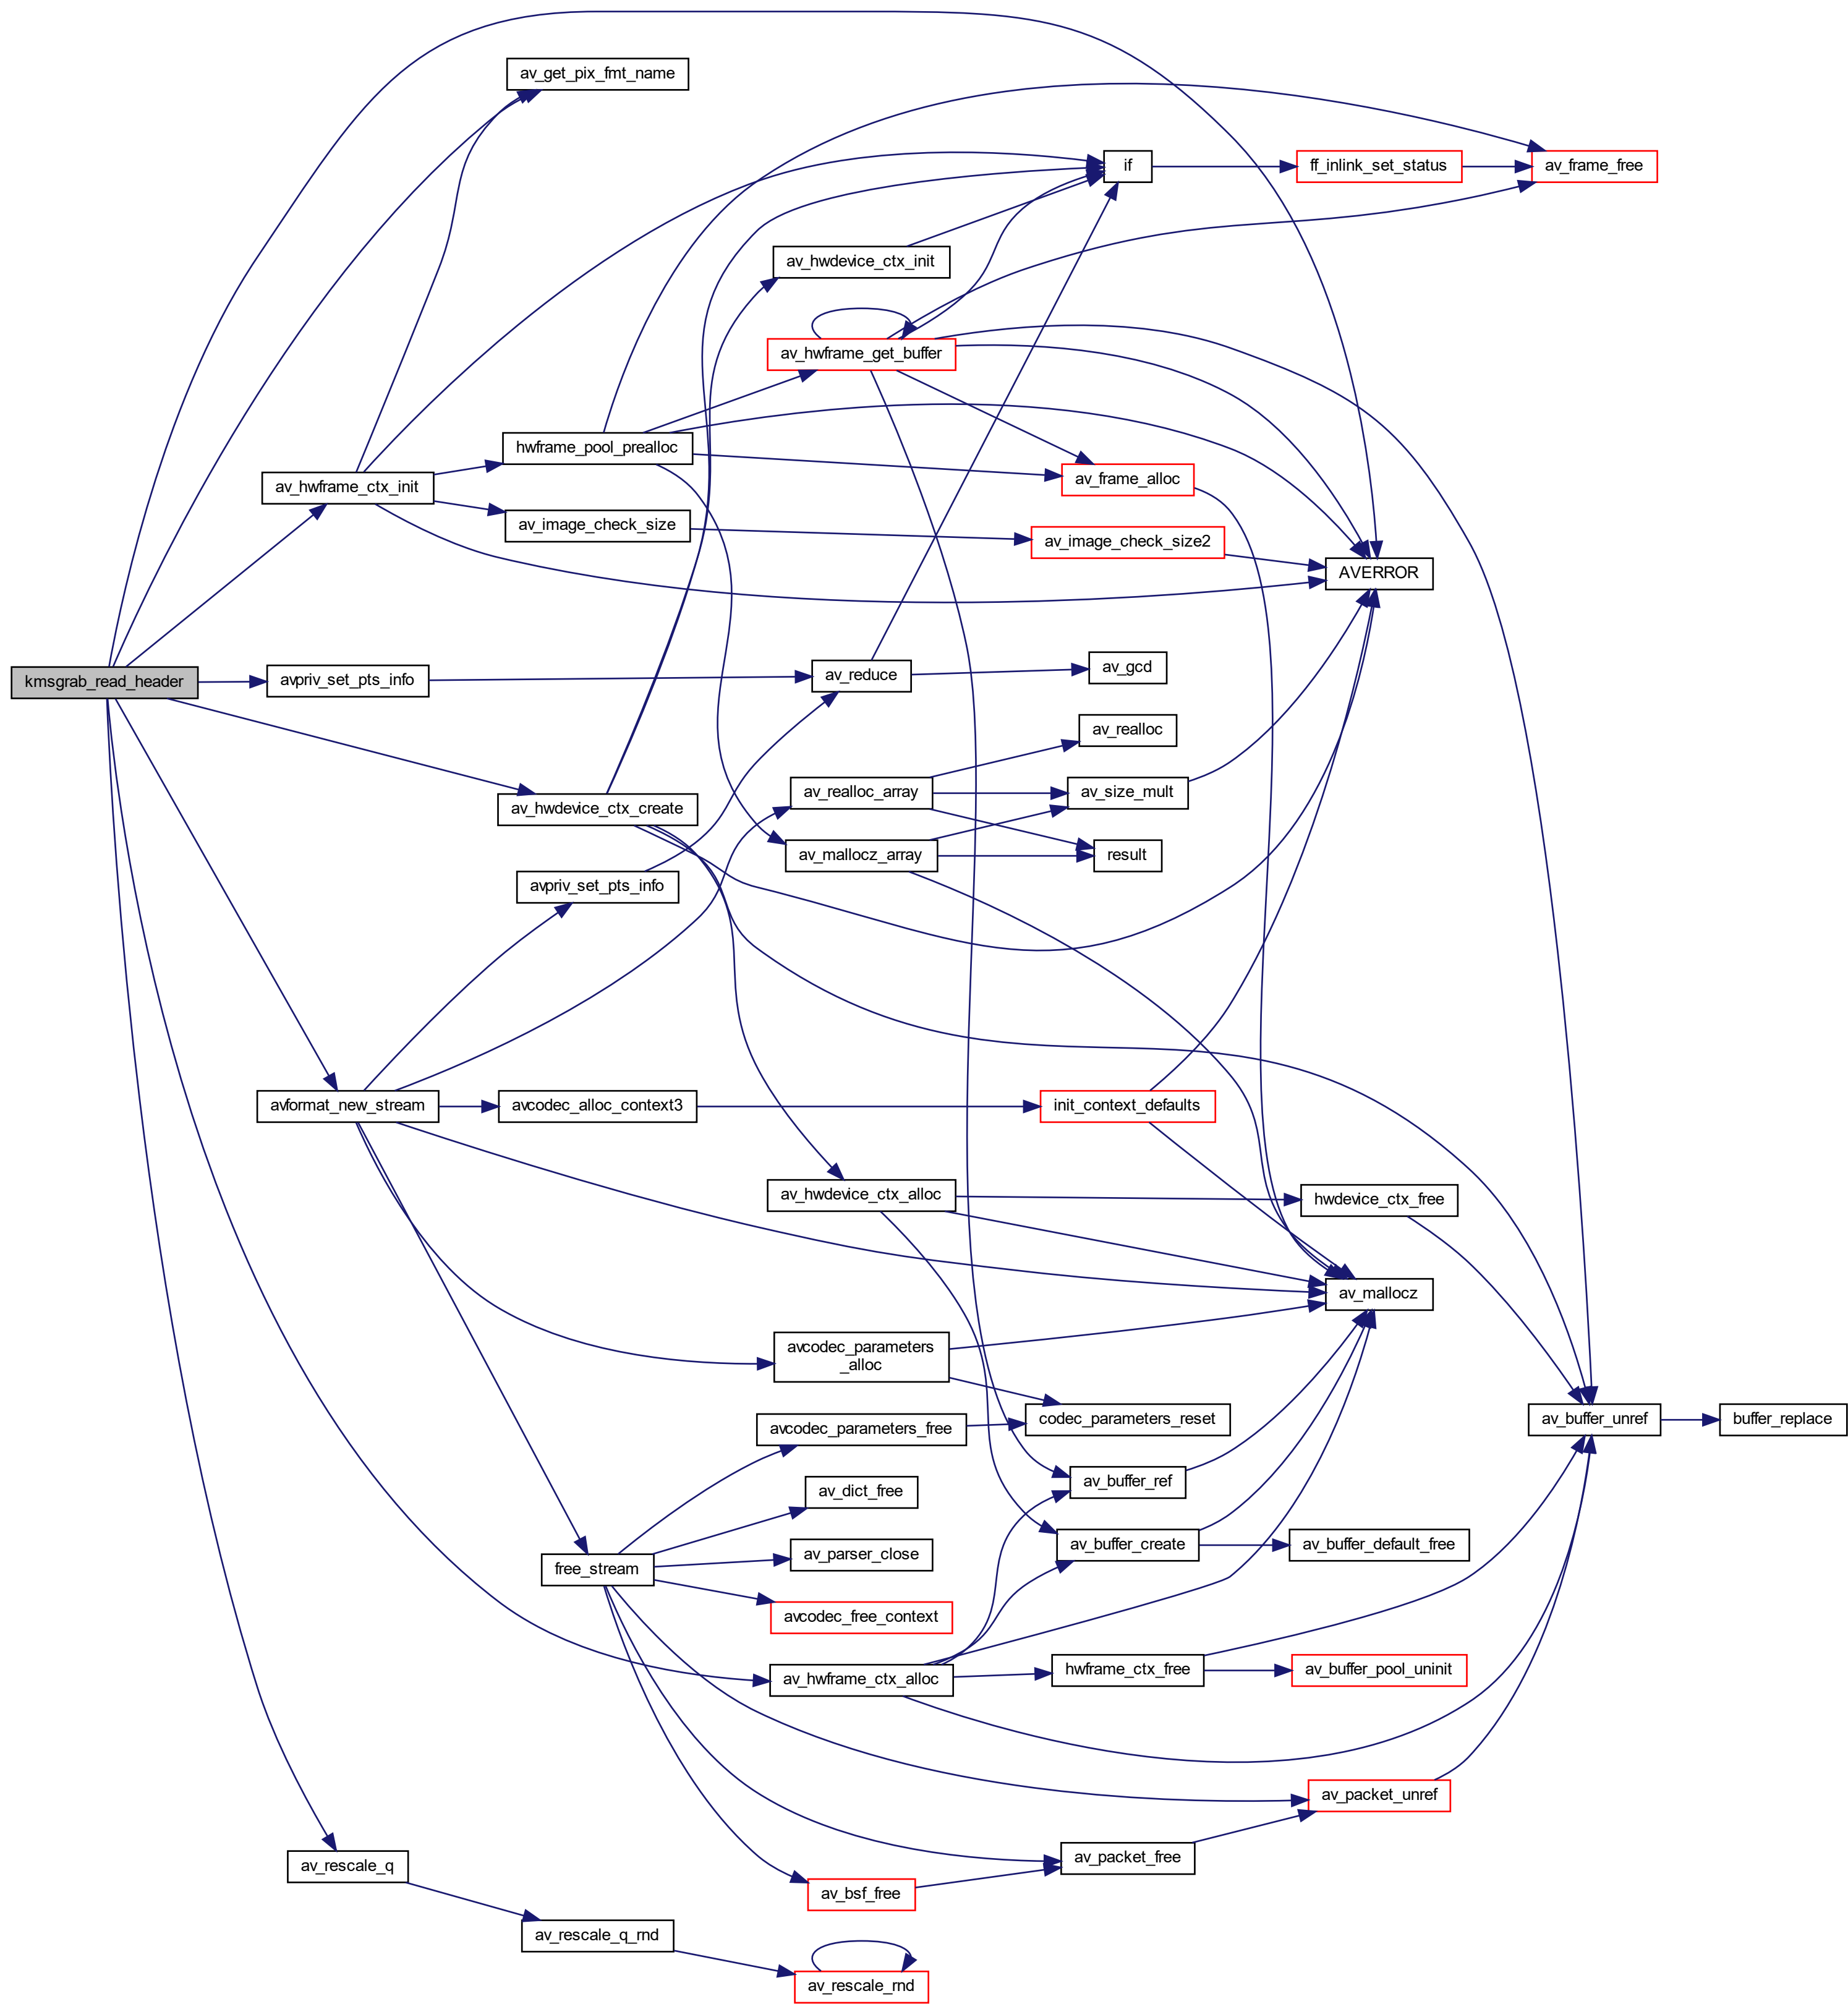 av_get_pix_fmt_name
if
ff_inlink_set_status
av_frame_free
av_hwdevice_ctx_init
av_hwframe_get_buffer
hwframe_pool_prealloc
av_frame_alloc
av_hwframe_ctx_init
av_image_check_size
av_image_check_size2
AVERROR
kmsgrab_read_header
avpriv_set_pts_info
av_reduce
av_gcd
av_realloc
av_hwdevice_ctx_create
av_realloc_array
av_size_mult
av_mallocz_array
result
avpriv_set_pts_info
avformat_new_stream
avcodec_alloc_context3
init_context_defaults
av_hwdevice_ctx_alloc
hwdevice_ctx_free
av_mallocz
avcodec_parameters
_alloc
codec_parameters_reset
av_buffer_unref
buffer_replace
avcodec_parameters_free
av_buffer_ref
av_dict_free
av_buffer_create
av_buffer_default_free
av_parser_close
free_stream
avcodec_free_context
av_hwframe_ctx_alloc
hwframe_ctx_free
av_buffer_pool_uninit
av_packet_unref
av_packet_free
av_rescale_q
av_bsf_free
av_rescale_q_rnd
av_rescale_rnd